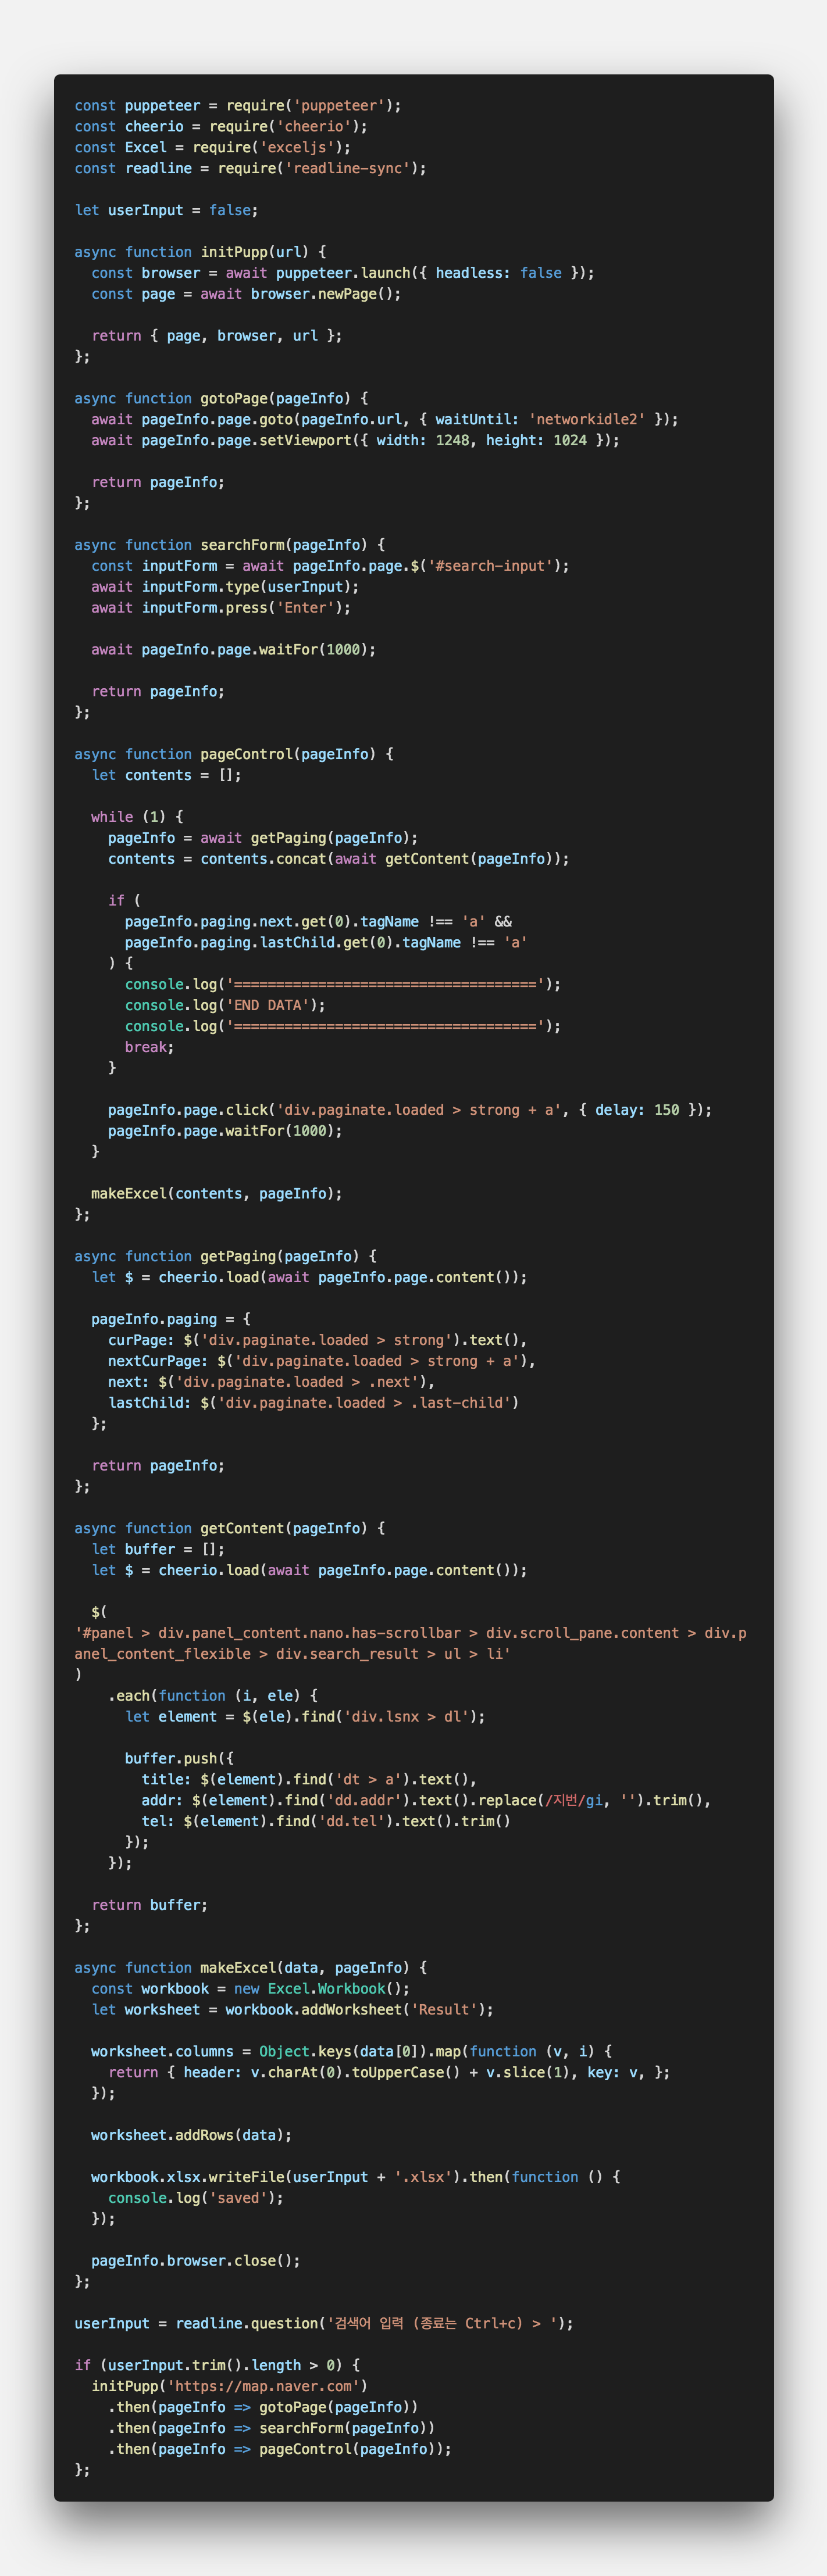 const puppeteer = require('puppeteer');
const cheerio = require('cheerio');
const Excel = require('exceljs');
const readline = require('readline-sync');

let userInput = false;

async function initPupp(url) {
  const browser = await puppeteer.launch({ headless: false });
  const page = await browser.newPage();

  return { page, browser, url };
};

async function gotoPage(pageInfo) {
  await pageInfo.page.goto(pageInfo.url, { waitUntil: 'networkidle2' });
  await pageInfo.page.setViewport({ width: 1248, height: 1024 });

  return pageInfo;
};

async function searchForm(pageInfo) {
  const inputForm = await pageInfo.page.$('#search-input');
  await inputForm.type(userInput);
  await inputForm.press('Enter');

  await pageInfo.page.waitFor(1000);

  return pageInfo;
};

async function pageControl(pageInfo) {
  let contents = [];

  while (1) {
    pageInfo = await getPaging(pageInfo);
    contents = contents.concat(await getContent(pageInfo));

    if (
      pageInfo.paging.next.get(0).tagName !== 'a' &&
      pageInfo.paging.lastChild.get(0).tagName !== 'a'
    ) {
      console.log('====================================');
      console.log('END DATA');
      console.log('====================================');
      break;
    }

    pageInfo.page.click('div.paginate.loaded > strong + a', { delay: 150 });
    pageInfo.page.waitFor(1000);
  }

  makeExcel(contents, pageInfo);
};

async function getPaging(pageInfo) {
  let $ = cheerio.load(await pageInfo.page.content());

  pageInfo.paging = {
    curPage: $('div.paginate.loaded > strong').text(),
    nextCurPage: $('div.paginate.loaded > strong + a'),
    next: $('div.paginate.loaded > .next'),
    lastChild: $('div.paginate.loaded > .last-child')
  };

  return pageInfo;
};

async function getContent(pageInfo) {
  let buffer = [];
  let $ = cheerio.load(await pageInfo.page.content());

  $(
'#panel > div.panel_content.nano.has-scrollbar > div.scroll_pane.content > div.p
anel_content_flexible > div.search_result > ul > li'
)
    .each(function (i, ele) {
      let element = $(ele).find('div.lsnx > dl');

      buffer.push({
        title: $(element).find('dt > a').text(),
        addr: $(element).find('dd.addr').text().replace(/지번/gi, '').trim(),
        tel: $(element).find('dd.tel').text().trim()
      });
    });

  return buffer;
};

async function makeExcel(data, pageInfo) {
  const workbook = new Excel.Workbook();
  let worksheet = workbook.addWorksheet('Result');

  worksheet.columns = Object.keys(data[0]).map(function (v, i) {
    return { header: v.charAt(0).toUpperCase() + v.slice(1), key: v, };
  });

  worksheet.addRows(data);

  workbook.xlsx.writeFile(userInput + '.xlsx').then(function () {
    console.log('saved');
  });

  pageInfo.browser.close();
};

userInput = readline.question('검색어 입력 (종료는 Ctrl+c) > ');

if (userInput.trim().length > 0) {
  initPupp('https://map.naver.com')
    .then(pageInfo => gotoPage(pageInfo))
    .then(pageInfo => searchForm(pageInfo))
    .then(pageInfo => pageControl(pageInfo));
};